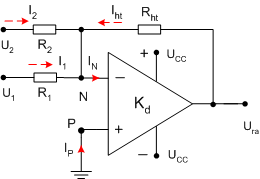 I₂
Iht
Rht
U₂
R₂
+
Ucc
I₁
IN
U₁
R₁
N
−
Kd
Ura
P
+
IP
−
Ucc